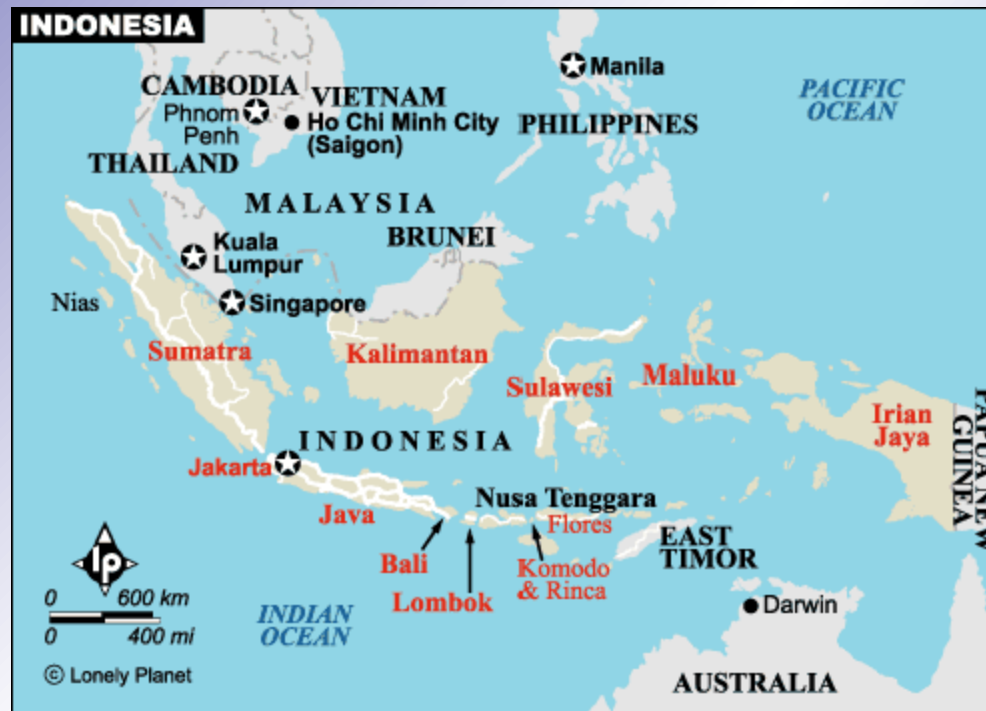 INDONESIA
Manila
CAMBODIA
PACIFIC
OCEAN
Phnom
Penh
VIETNAM
Ho Chi Minh City
(Saigon)
PHILIPPINES
THAILAND
MALAYSIA
BRUNEI
Kuala
Lumpur
Nias
Singapore
Sumatra
Kalimantan
Sulawesi
Maluku
Irian
Jaya
PAPUA NEW
GUINEA
INDONESIA
Jakarta
Java
Nusa Tenggara
Flores
EAST
TIMOR
Bali
Komodo
& Rinca
Lombok
lp
0 600 km
0 400 mi
INDIAN
OCEAN
Darwin
© Lonely Planet
AUSTRALIA